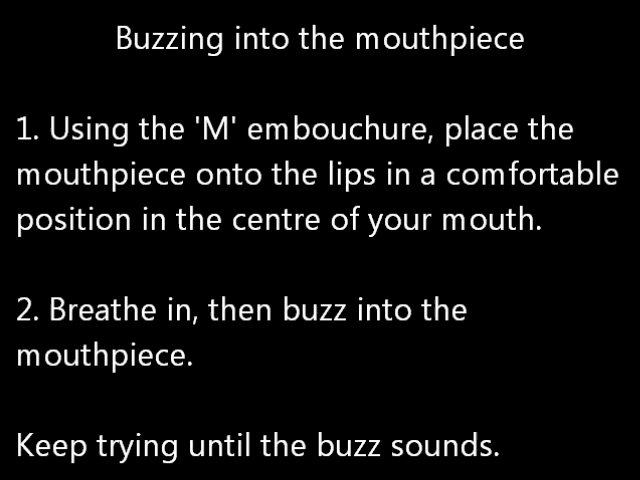 Buzzing into the mouthpiece
1. Using the 'M' embouchure, place the
mouthpiece onto the lips in a comfortable
position in the centre of your mouth.
2. Breathe in, then buzz into the
mouthpiece.
Keep trying until the buzz sounds.